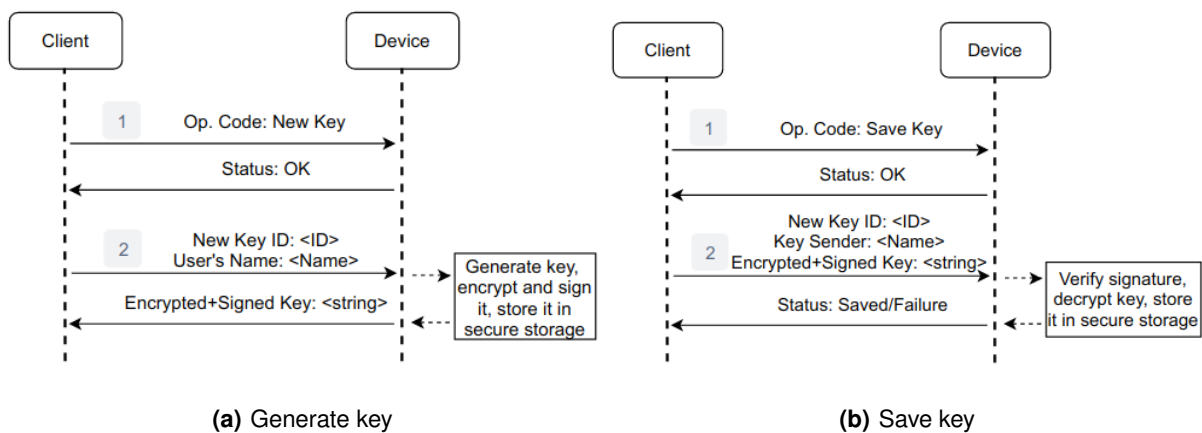 Client
Device
1
Op. Code: New Key
Status: OK
2
New Key ID: <ID>
User's Name: <Name>
Generate key,
encrypt and sign
it, store it in
secure storage
Encrypted+Signed Key: <string>
(a) Generate key
Client
Device
1
Op. Code: Save Key
Status: OK
New Key ID: <ID>
2
Key Sender: <Name>
Encrypted+Signed Key: <string>
Verify signature,
decrypt key, store
it in secure storage
Status: Saved/Failure
(b) Save key